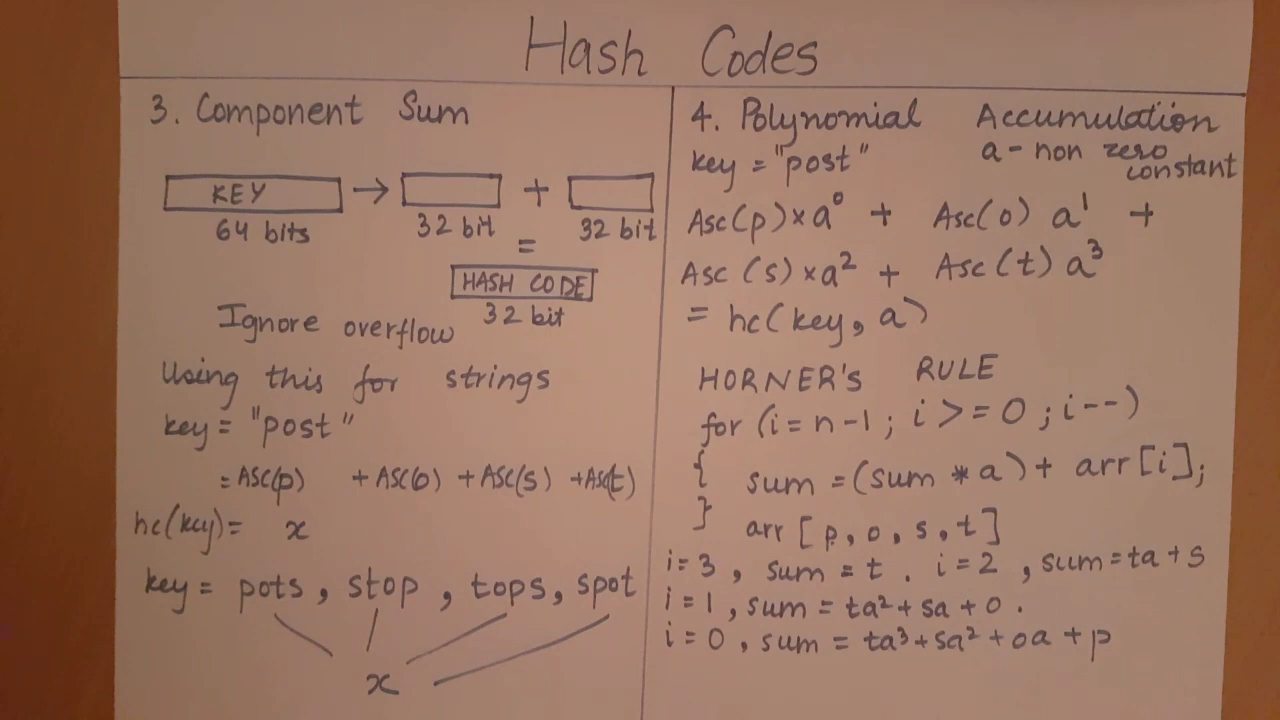 Hash Codes
3. Component Sum
KEY → + 
64 bits 32 bit 32 bit
=
HASH CODE
32 bit
Ignore overflow
Using this for strings
key = "post"
= ASC(p) + ASC(o) + ASC(s) + ASC(t)
hc(key) = x
key = pots, stop, tops, spot
x
4. Polynomial Accumulation
key = "post" a - non zero constant
Asc(p) x a⁰ + Asc(o) a¹ +
Asc (s) x a² + Asc (t) a³
= hc(key, a)
HORNER'S RULE
for (i = n-1 ; i >= 0 ; i--)
{ sum = (sum * a) + arr[i];
} arr [p, o, s, t]
i = 3 , sum = t . i = 2 , sum = ta + s
i = 1 , sum = ta² + sa + o .
i = 0 , sum = ta³ + sa² + oa + p